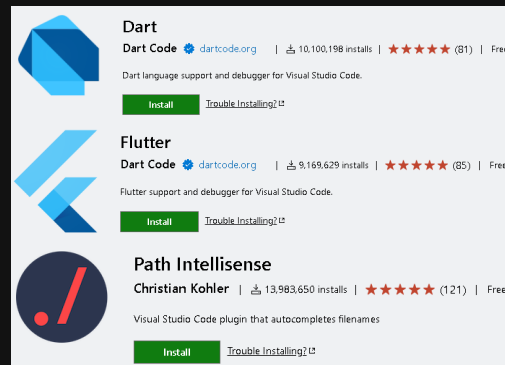 Dart
Dart Code dartcode.org | 10,100,198 installs | ★★★★★ (81) | Free
Dart language support and debugger for Visual Studio Code.
Install Trouble Installing?
Flutter
Dart Code dartcode.org | 9,169,629 installs | ★★★★★ (85) | Free
Flutter support and debugger for Visual Studio Code.
Install Trouble Installing?
Path Intellisense
Christian Kohler | 13,983,650 installs | ★★★★★ (121) | Free
Visual Studio Code plugin that autocompletes filenames
Install Trouble Installing?